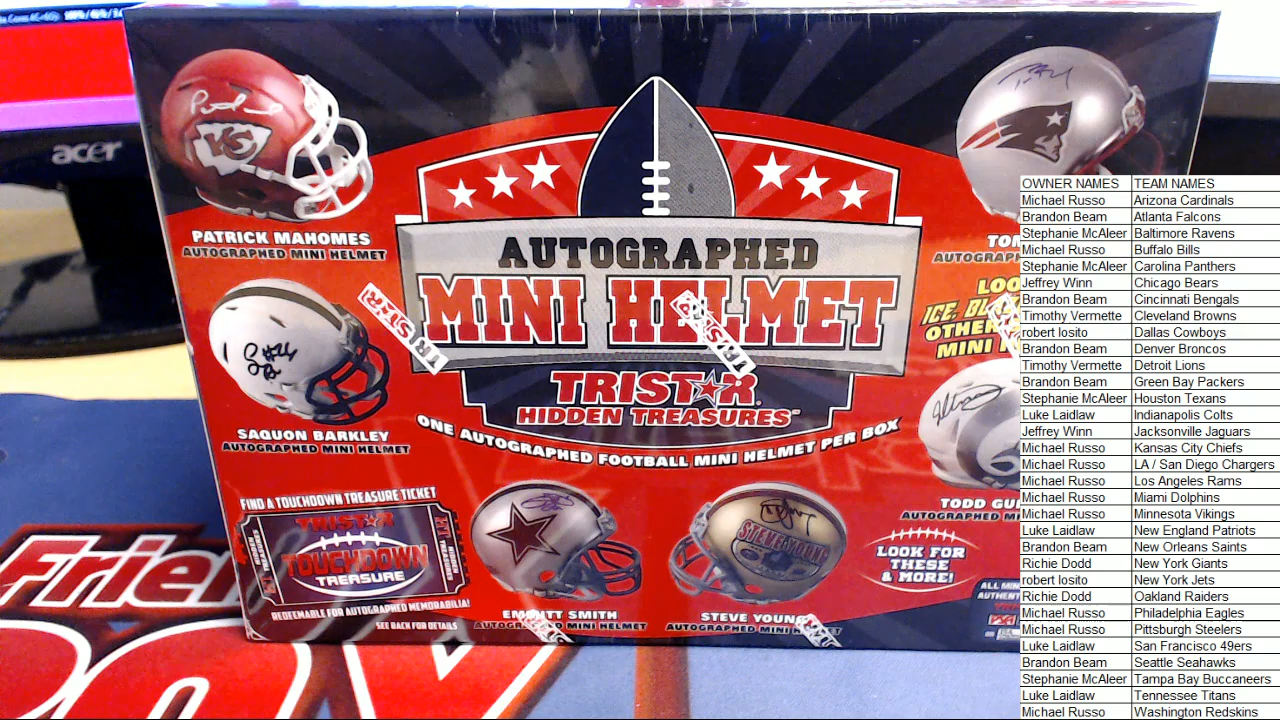 acer
PATRICK MAHOMES
AUTOGRAPHED MINI HELMET
SAQUON BARKLEY
AUTOGRAPHED MINI HELMET
FIND A TOUCHDOWN TREASURE TICKET
TRISTAR
TOUCHDOWN
TREASURE
REDEEMABLE FOR AUTOGRAPHED MEMORABILIA!
SEE BACK FOR DETAILS
AUTOGRAPHED
MINI HELMET
TRISTAR
HIDDEN TREASURES
ONE AUTOGRAPHED FOOTBALL MINI HELMET PER BOX
EMMITT SMITH
AUTOGRAPHED MINI HELMET
STEVE YOUNG
AUTOGRAPHED MINI HELMET
LOOK FOR
THESE
& MORE!
TODD
AUTOGRAPHED
MINI
OWNER NAMES TEAM NAMES
Michael Russo Arizona Cardinals
Brandon Beam Atlanta Falcons
Stephanie McAleer Baltimore Ravens
Michael Russo Buffalo Bills
Stephanie McAleer Carolina Panthers
Jeffrey Winn Chicago Bears
Brandon Beam Cincinnati Bengals
Timothy Vermette Cleveland Browns
robert losito Dallas Cowboys
Brandon Beam Denver Broncos
Timothy Vermette Detroit Lions
Brandon Beam Green Bay Packers
Stephanie McAleer Houston Texans
Luke Laidlaw Indianapolis Colts
Jeffrey Winn Jacksonville Jaguars
Michael Russo Kansas City Chiefs
Michael Russo LA / San Diego Chargers
Michael Russo Los Angeles Rams
Michael Russo Miami Dolphins
Michael Russo Minnesota Vikings
Luke Laidlaw New England Patriots
Brandon Beam New Orleans Saints
Richie Dodd New York Giants
robert losito New York Jets
Richie Dodd Oakland Raiders
Michael Russo Philadelphia Eagles
Michael Russo Pittsburgh Steelers
Luke Laidlaw San Francisco 49ers
Brandon Beam Seattle Seahawks
Stephanie McAleer Tampa Bay Buccaneers
Luke Laidlaw Tennessee Titans
Michael Russo Washington Redskins